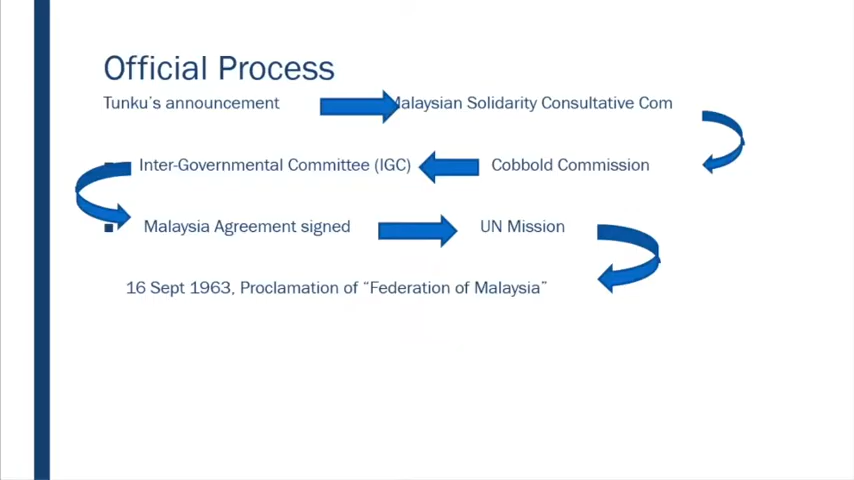 Official Process
Tunku's announcement alaysian Solidarity Consultative Com
Inter-Governmental Committee (IGC) Cobbold Commission
Malaysia Agreement signed UN Mission
16 Sept 1963, Proclamation of “Federation of Malaysia”